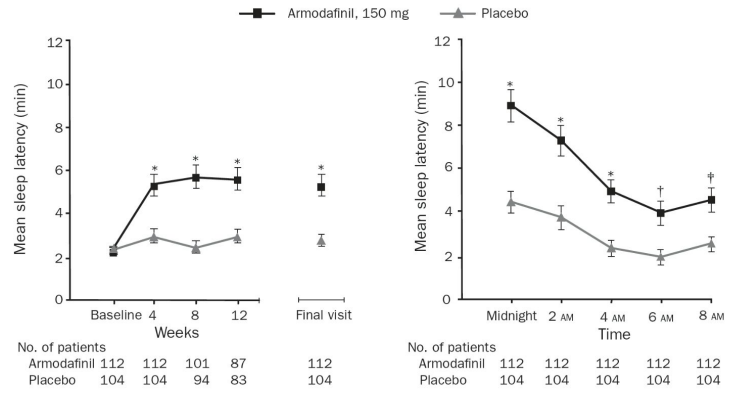 Armodafinil, 150 mg Placebo
Mean sleep latency (min)
12
10
8
6
4
2
0
* * * *
Baseline 4 8 12 Final visit
Weeks
No. of patients
Armodafinil 112 112 101 87 112
Placebo 104 104 94 83 104
Mean sleep latency (min)
12
10
8
6
4
2
0
* * * † ‡
Midnight 2 AM 4 AM 6 AM 8 AM
Time
No. of patients
Armodafinil 112 112 112 112 112
Placebo 104 104 104 104 104